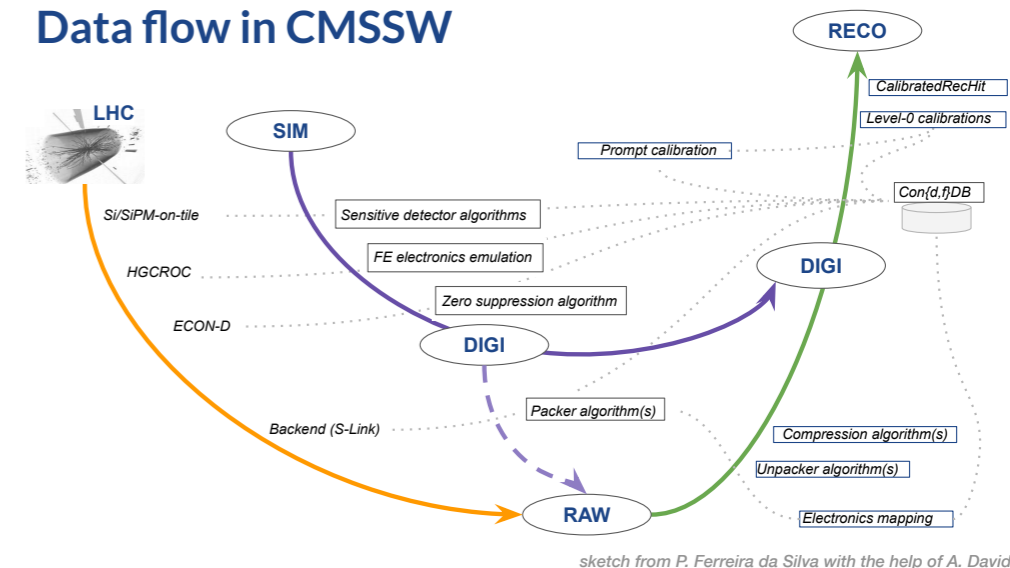 Data flow in CMSSW
RECO
CalibratedRecHit
LHC
Level-0 calibrations
SIM
Prompt calibration
Con{d,f}DB
Si/SiPM-on-tile
Sensitive detector algorithms
FE electronics emulation
DIGI
HGCROC
Zero suppression algorithm
ECON-D
DIGI
Packer algorithm(s)
Backend (S-Link)
Compression algorithm(s)
Unpacker algorithm(s)
RAW
Electronics mapping
sketch from P. Ferreira da Silva with the help of A. David